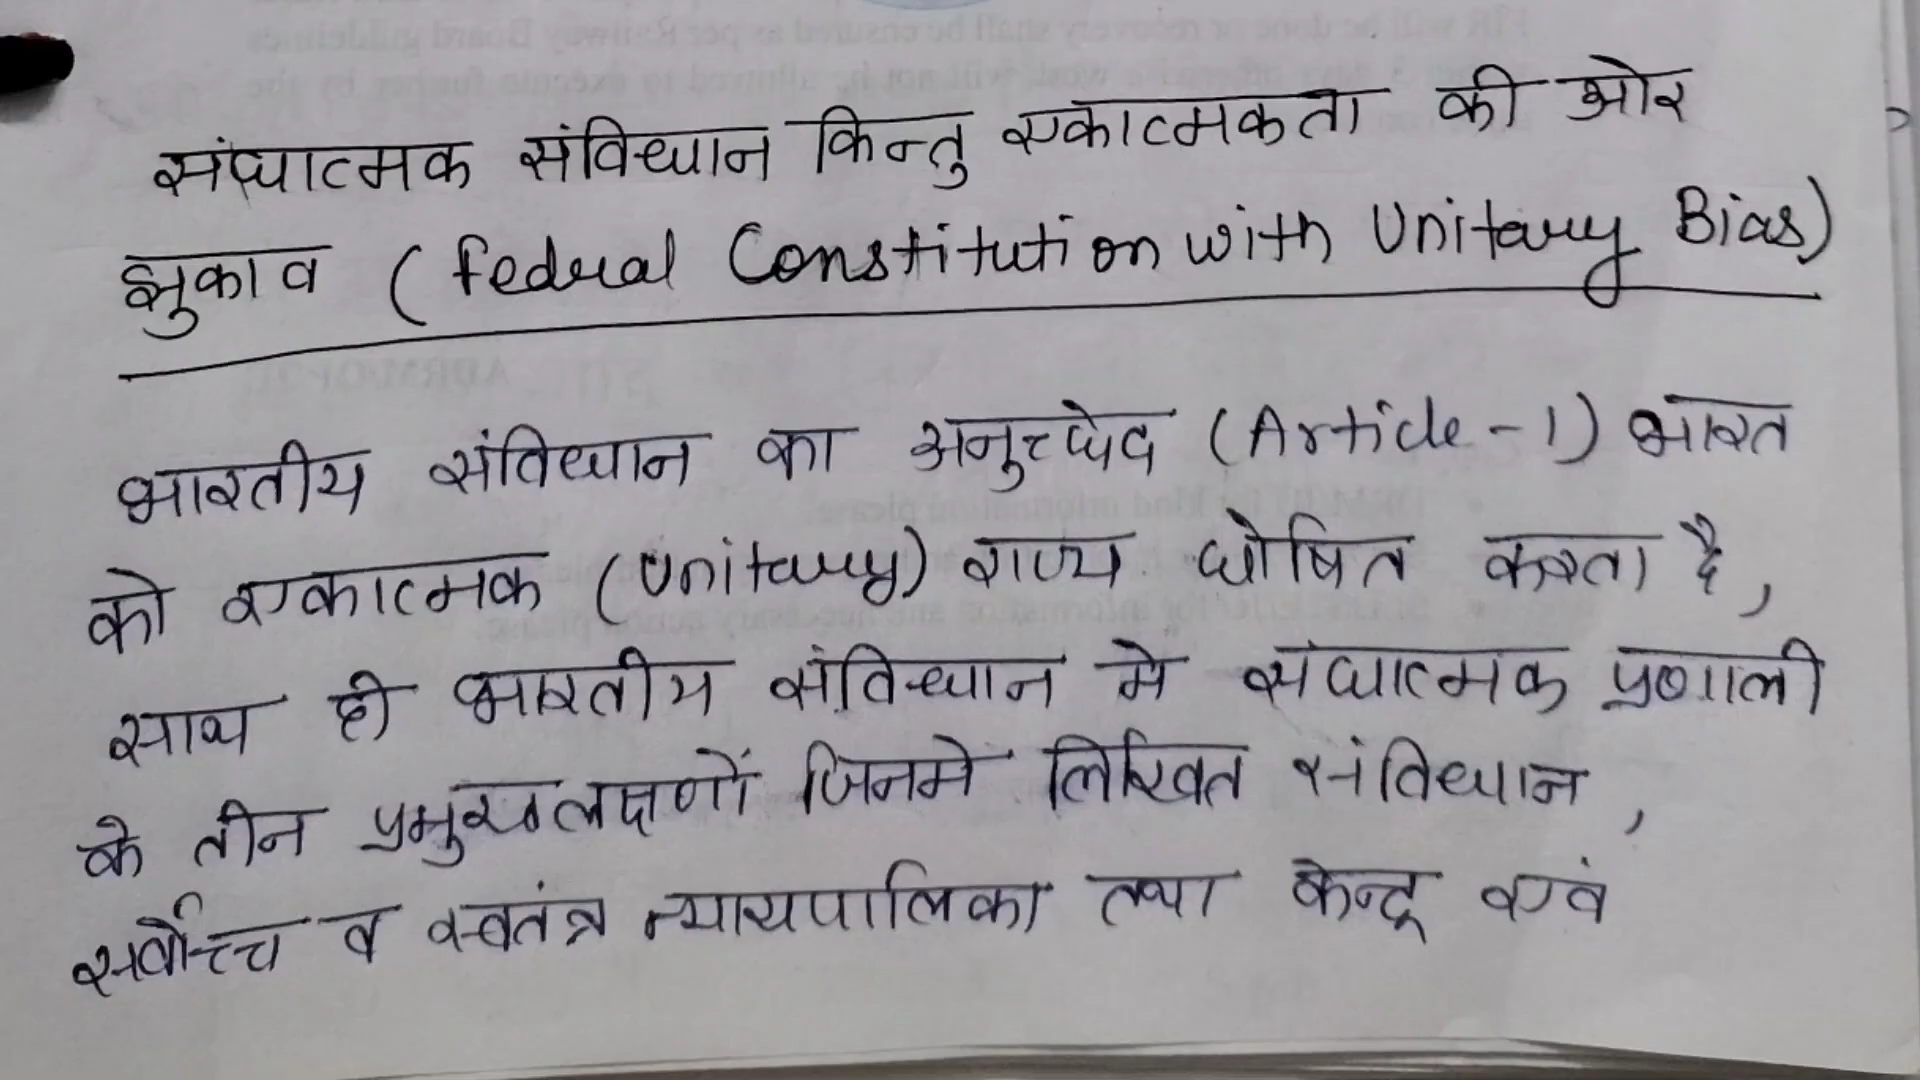 संघात्मक संविधान किन्तु एकात्मकता की ओर
झुकाव (federal Constitution with Unitary Bias)
भारतीय संविधान का अनुच्छेद (Article-1) भारत
को एकात्मक (Unitary) राज्य घोषित करता है,
साथ ही भारतीय संविधान मे संघात्मक प्रणाली
के तीन प्रमुख लक्षणों जिनमे लिखित संविधान,
सर्वोच्च व स्वतंत्र न्यायपालिका तथा केन्द्र एवं